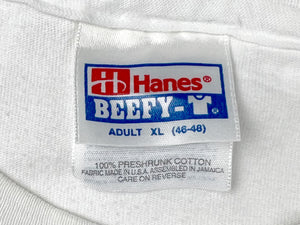 Hanes®
BEEFY-T®
ADULT XL (46-48)
100% PRESHRUNK COTTON
FABRIC MADE IN U.S.A. ASSEMBLED IN JAMAICA
CARE ON REVERSE